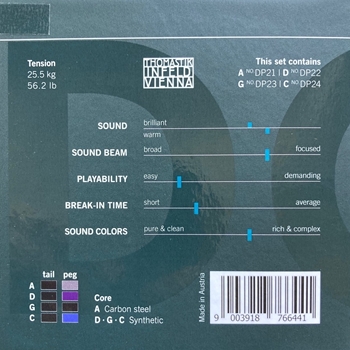 Tension
25.5 kg
56.2 lb
THOMASTIK
INFELD
VIENNA
This set contains
A NO DP21 | D NO DP22
G NO DP23 | C NO DP24
SOUND
brilliant
warm
SOUND BEAM
broad
focused
PLAYABILITY
easy
demanding
BREAK-IN TIME
short
average
SOUND COLORS
pure & clean
rich & complex
tail peg
A
D
G
C
Core
A Carbon steel
D · G · C Synthetic
Made in Austria
9 003918 766441